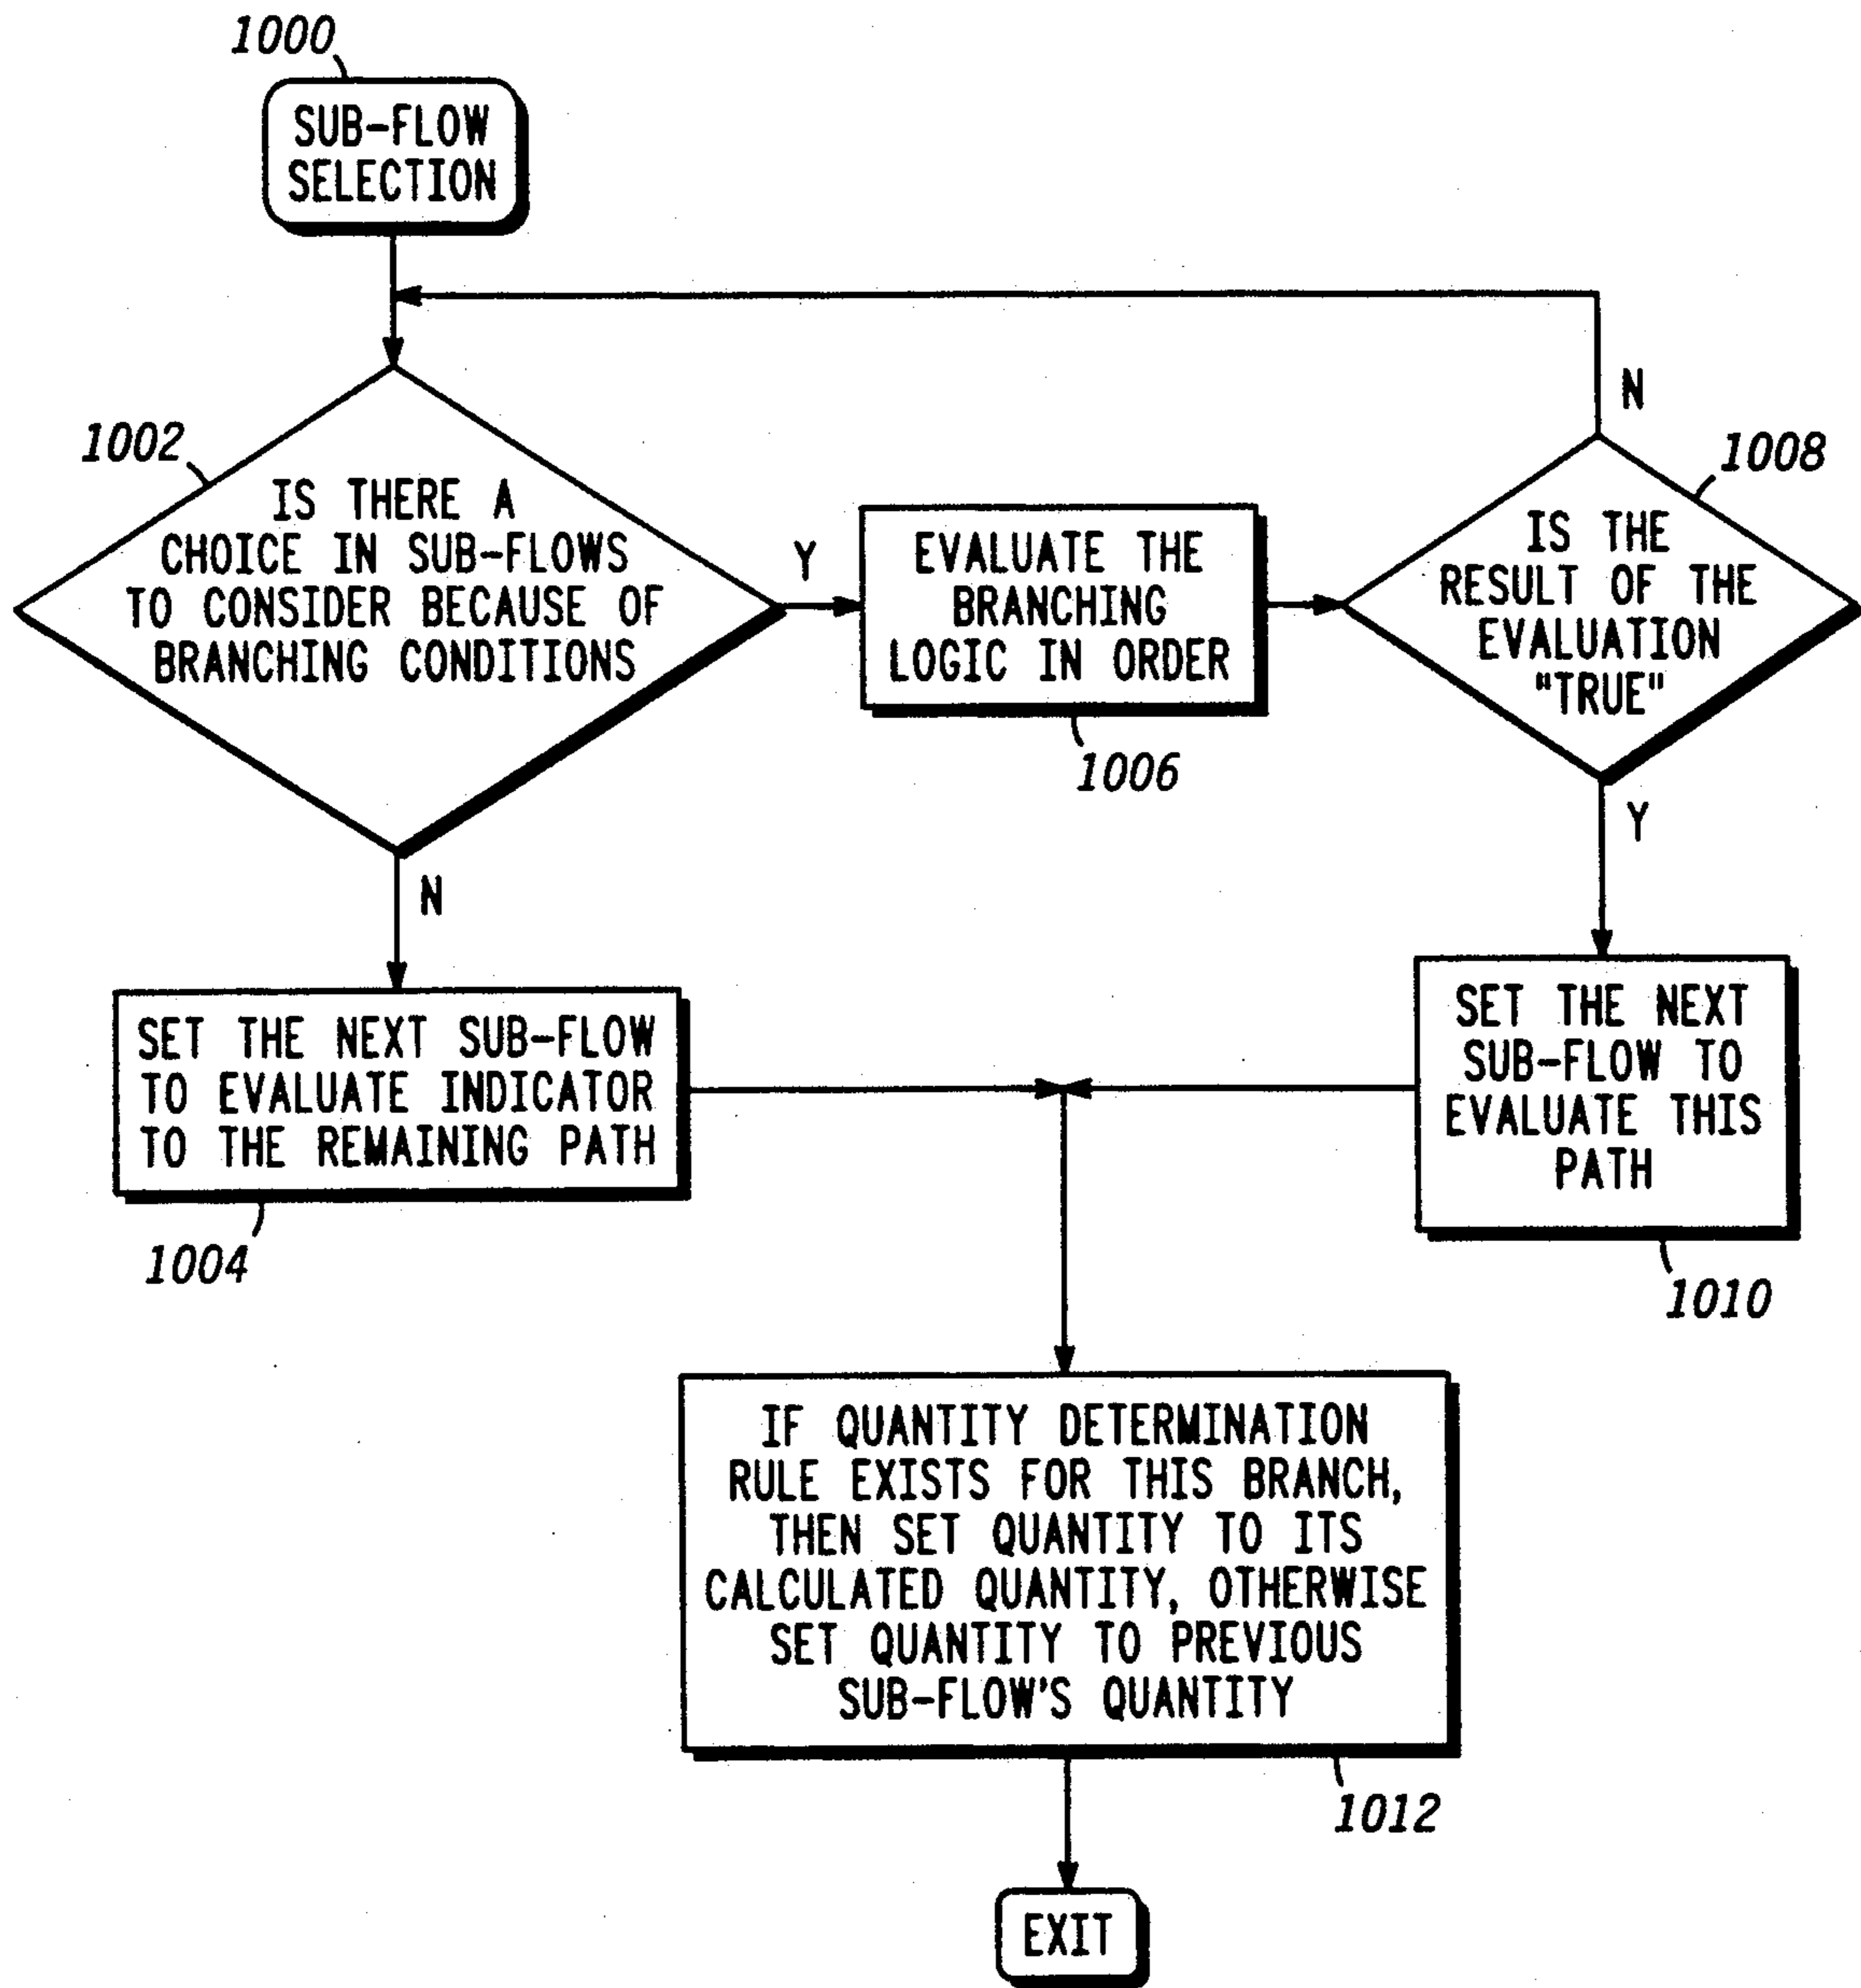 1000
SUB-FLOW
SELECTION
N
1002
1008
IS THERE A
CHOICE IN SUB-FLOWS
TO CONSIDER BECAUSE OF
BRANCHING CONDITIONS
Y
EVALUATE THE
BRANCHING
LOGIC IN ORDER
1006
IS THE
RESULT OF THE
EVALUATION
"TRUE"
Y
N
SET THE NEXT SUB-FLOW
TO EVALUATE INDICATOR
TO THE REMAINING PATH
1004
SET THE NEXT
SUB-FLOW TO
EVALUATE THIS
PATH
1010
IF QUANTITY DETERMINATION
RULE EXISTS FOR THIS BRANCH,
THEN SET QUANTITY TO ITS
CALCULATED QUANTITY, OTHERWISE
SET QUANTITY TO PREVIOUS
SUB-FLOW'S QUANTITY
1012
EXIT